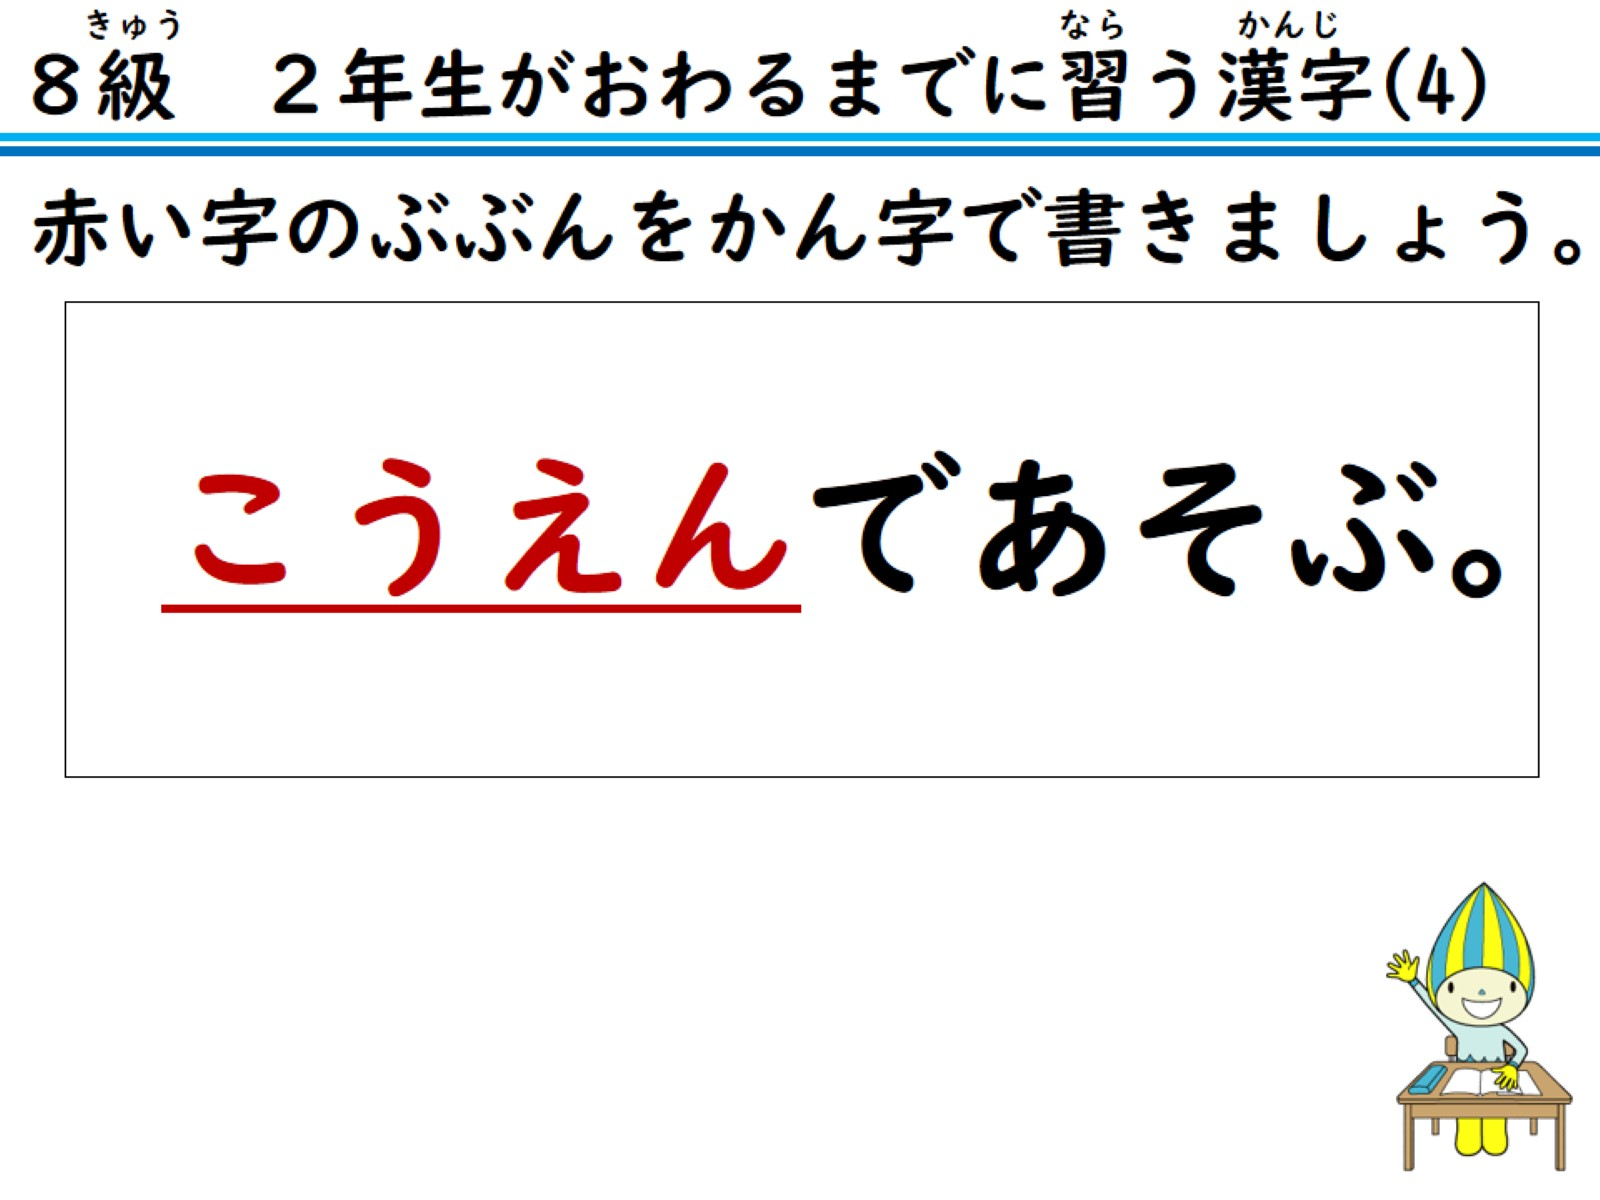 きゅう なら かんじ
８級　２年生がおわるまでに習う漢字(4)
赤い字のぶぶんをかん字で書きましょう。
こうえんであそぶ。